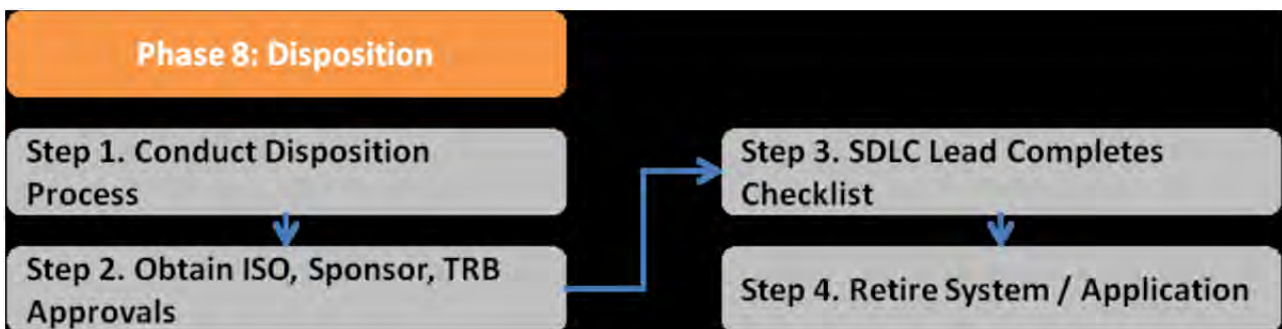 Phase 8: Disposition
Step 1. Conduct Disposition
Process
Step 2. Obtain ISO, Sponsor, TRB
Approvals
Step 3. SDLC Lead Completes
Checklist
Step 4. Retire System / Application